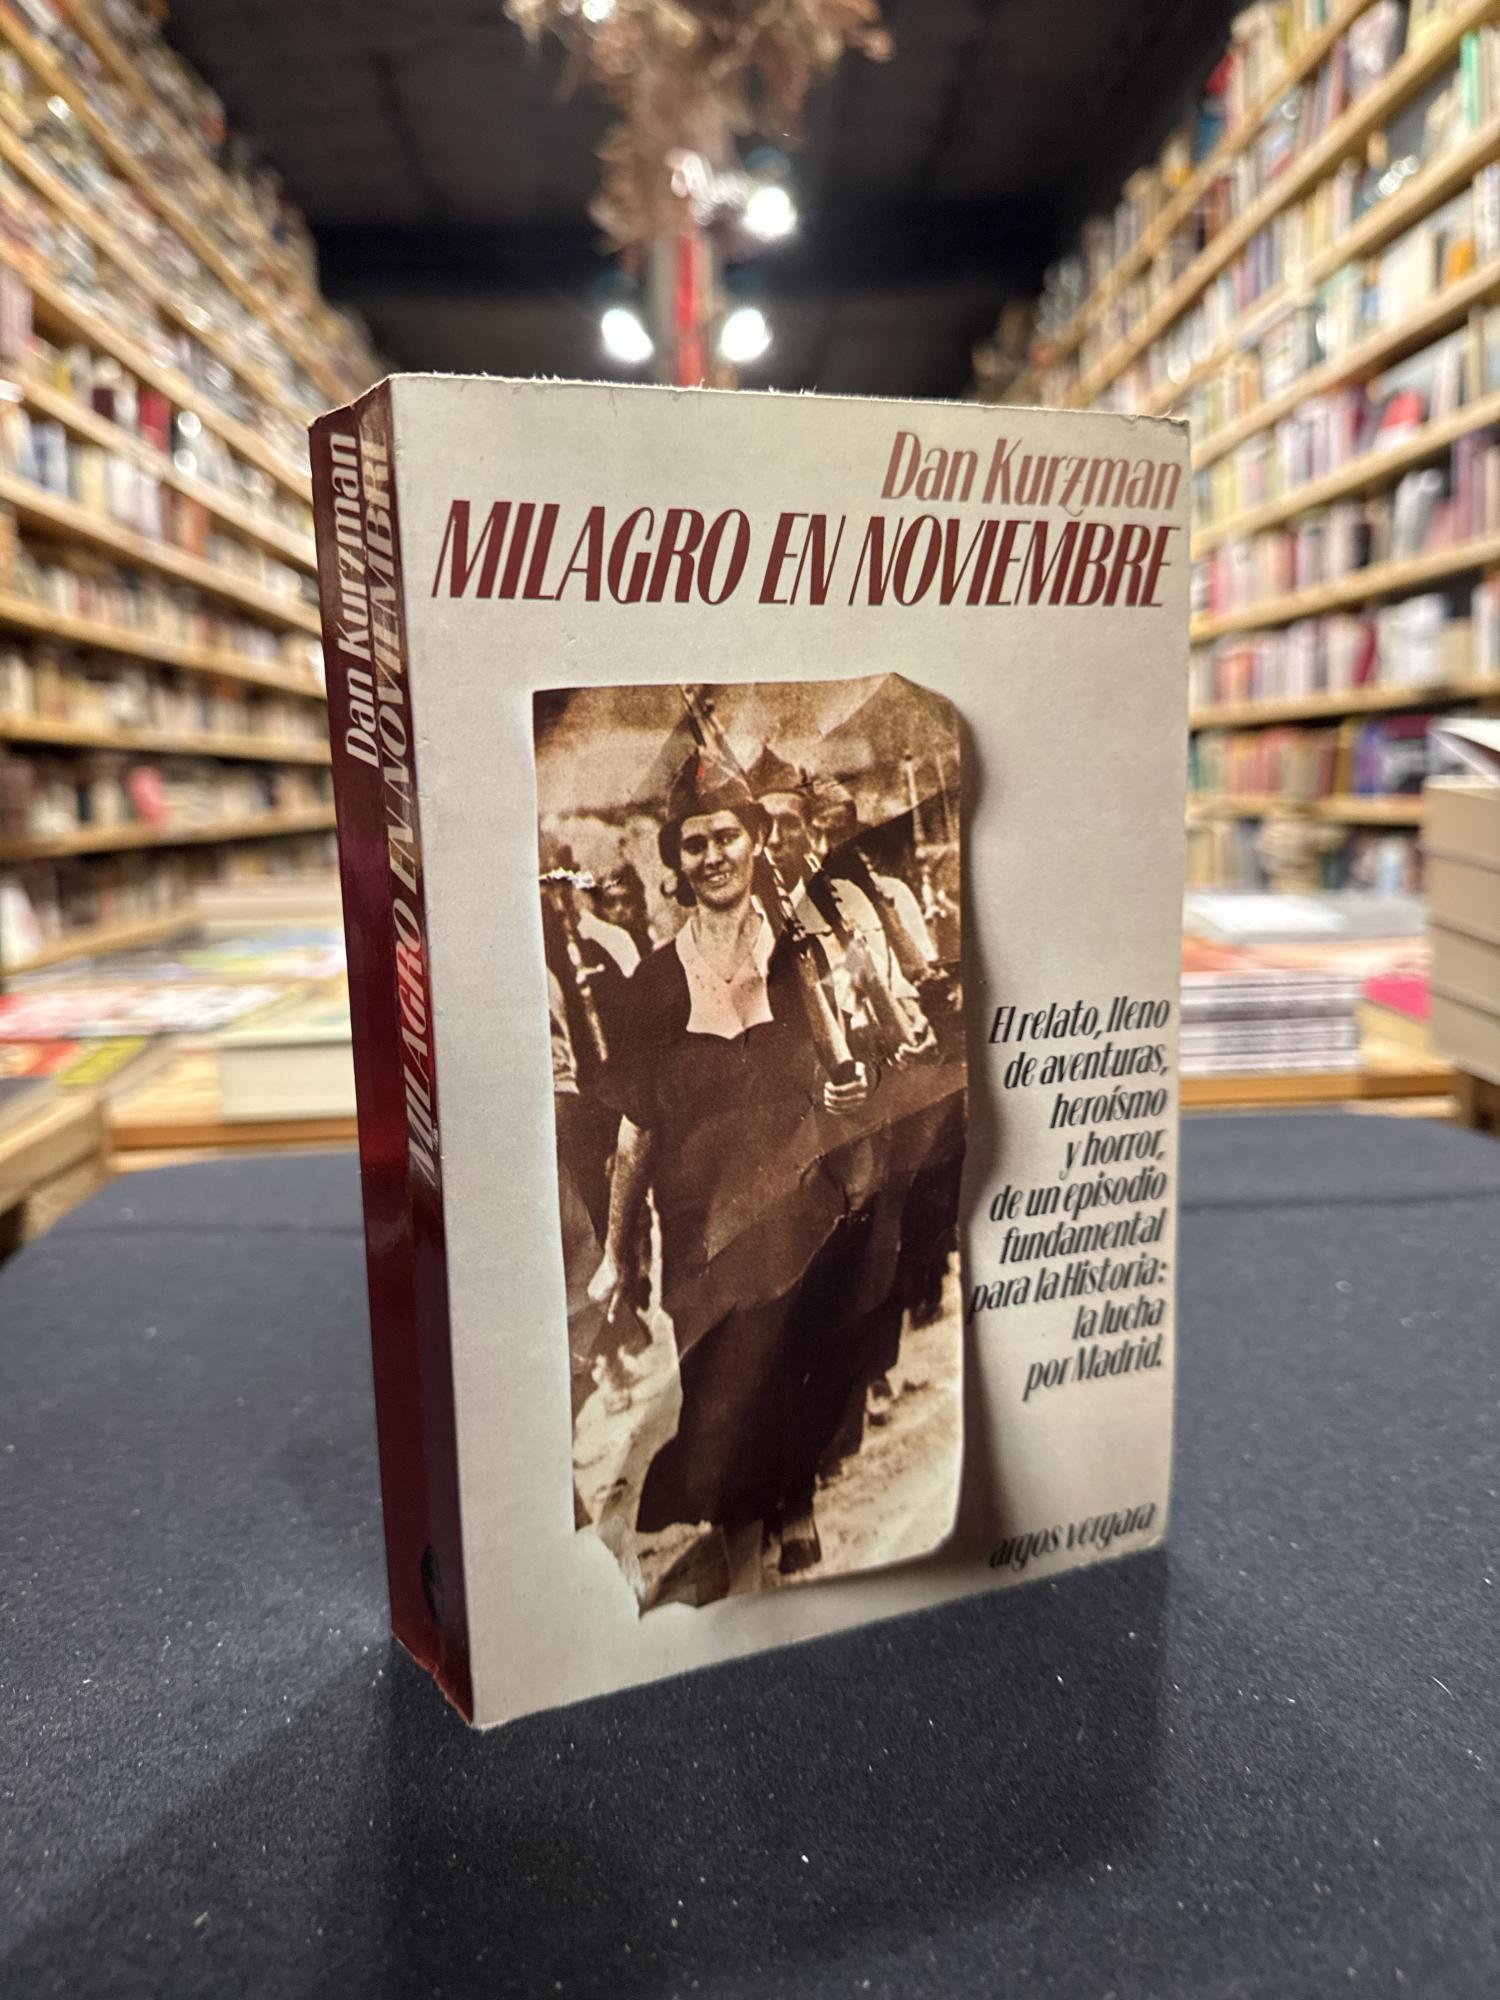 Dan Kurzman
MILAGRO EN NOVIEMBRE
Dan Kurzman
MILAGRO EN NOVIEMBRE
El relato, lleno
de aventuras,
heroísmo
y horror,
de un episodio
fundamental
para la Historia:
la lucha
por Madrid.
argos vergara